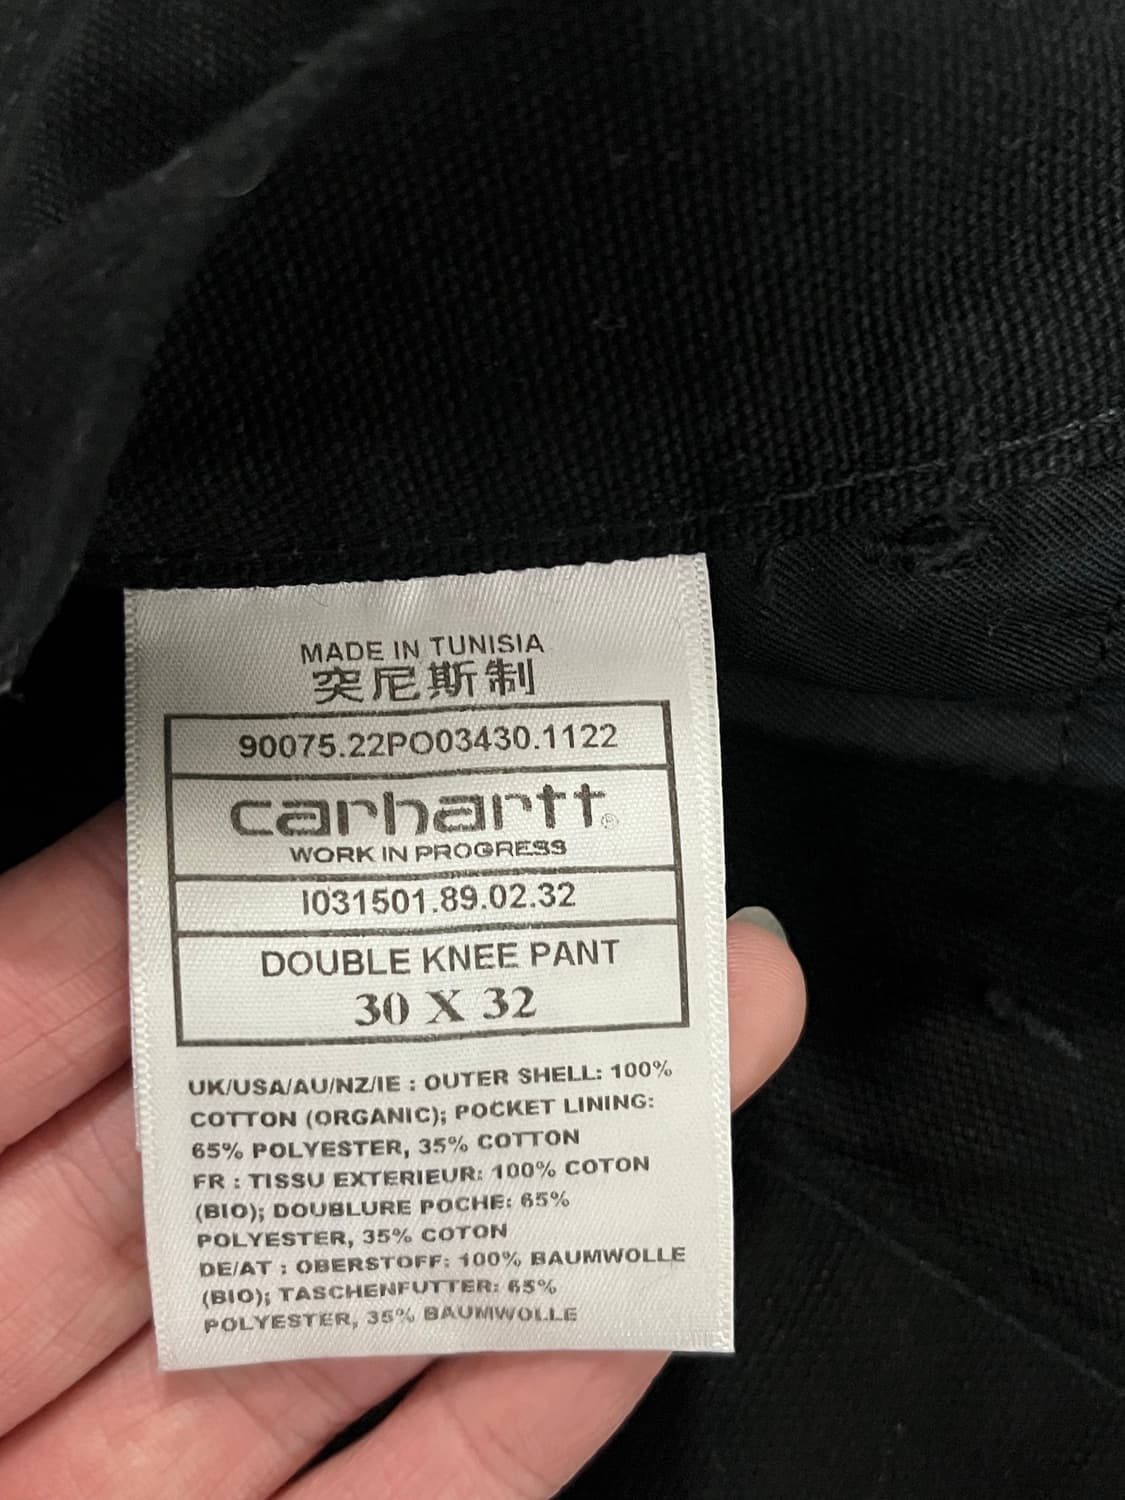 MADE IN TUNISIA
突尼斯制
90075.22PO03430.1122
carhartt®
WORK IN PROGRESS
I031501.89.02.32
DOUBLE KNEE PANT
30 X 32
UK/USA/AU/NZ/IE : OUTER SHELL: 100%
COTTON (ORGANIC); POCKET LINING:
65% POLYESTER, 35% COTTON
FR : TISSU EXTERIEUR: 100% COTON
(BIO); DOUBLURE POCHE: 65%
POLYESTER, 35% COTON
DE/AT : OBERSTOFF: 100% BAUMWOLLE
(BIO); TASCHENFUTTER: 65%
POLYESTER, 35% BAUMWOLLE